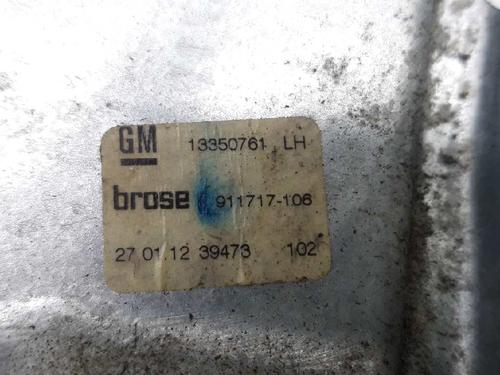 GM 13350761 LH
brose 911717-106
27 01.12 39473 102